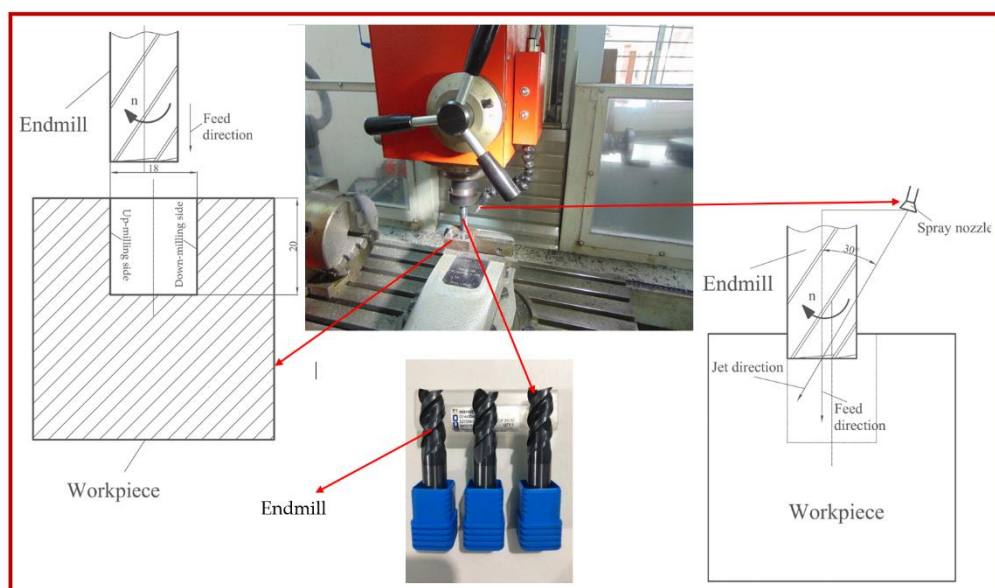 Endmill
n
Feed
direction
18
Up-milling side
Down-milling side
20
Workpiece
Endmill
Spray nozzle
30°
Endmill
n
Jet direction
Feed
direction
Workpiece